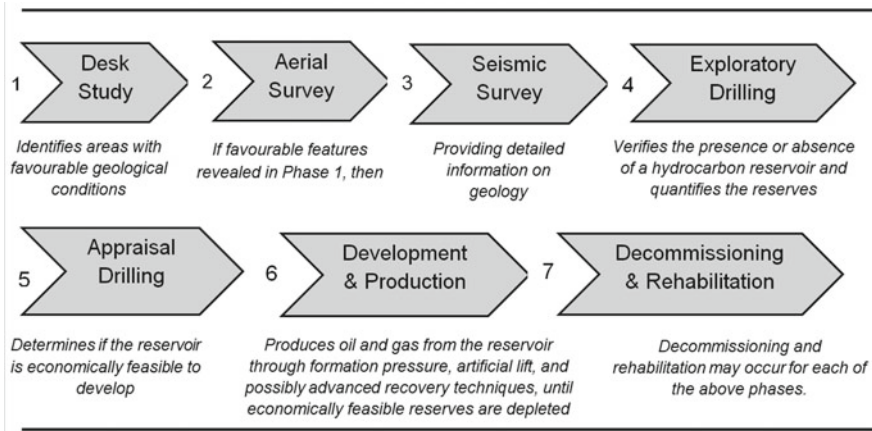 1
Desk
Study
2
Aerial
Survey
3
Seismic
Survey
4
Exploratory
Drilling
Identifies areas with
favourable geological
conditions
If favourable features
revealed in Phase 1, then
Providing detailed
information on
geology
Verifies the presence or absence
of a hydrocarbon reservoir and
quantifies the reserves
5
Appraisal
Drilling
6
Development
& Production
7
Decommissioning
& Rehabilitation
Determines if the reservoir
is economically feasible to
develop
Produces oil and gas from the reservoir
through formation pressure, artificial lift, and
possibly advanced recovery techniques, until
economically feasible reserves are depleted
Decommissioning and
rehabilitation may occur for each of
the above phases.